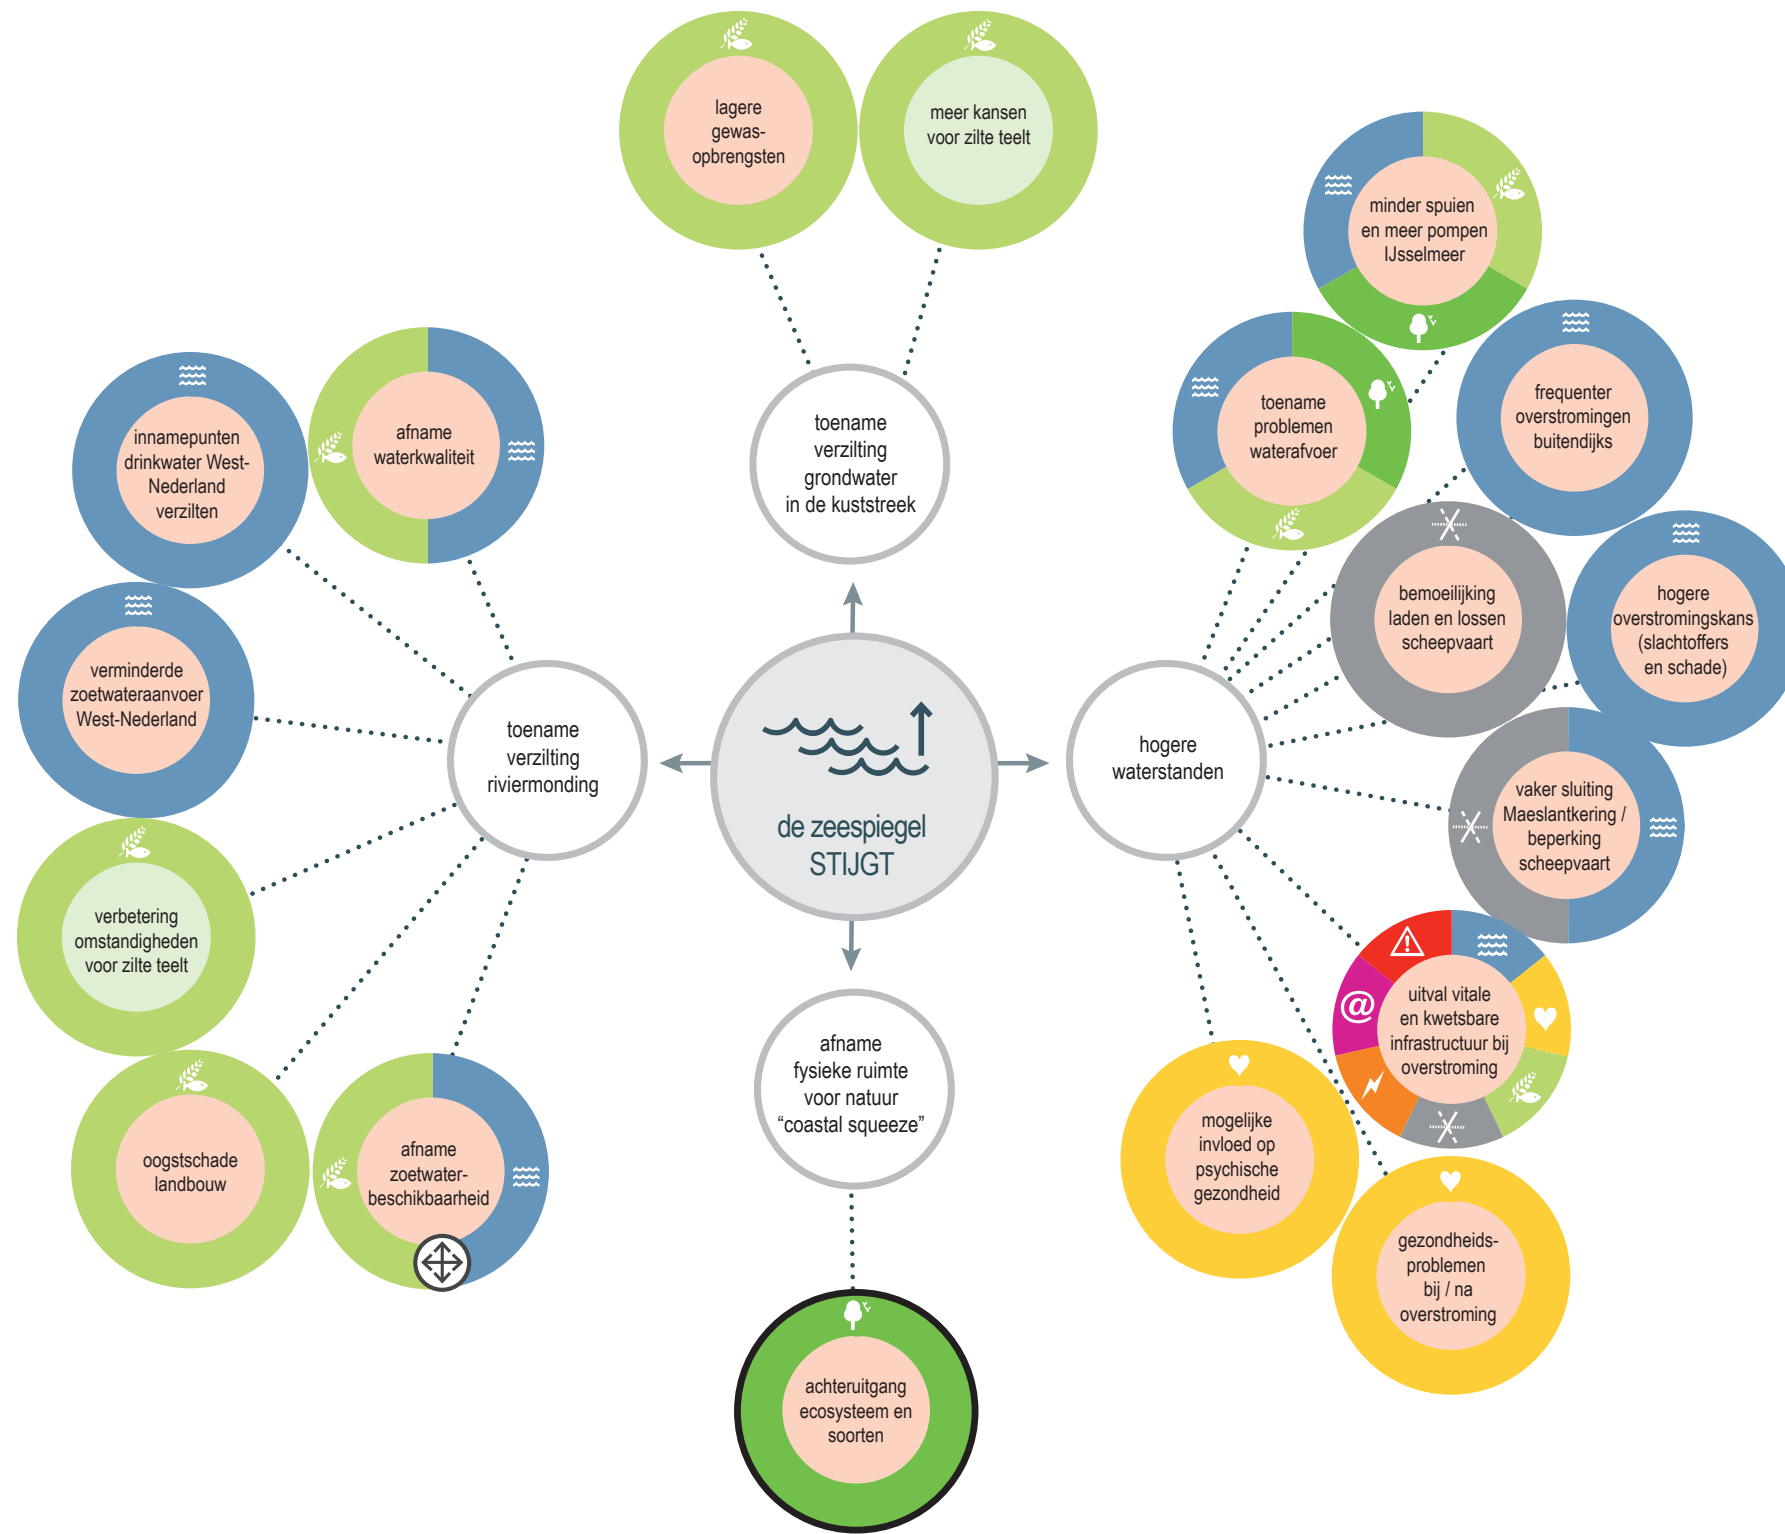 lagere
gewas-
opbrengsten
meer kansen
voor zilte teelt
minder spuien
en meer pompen
IJsselmeer
toename
problemen
waterafvoer
frequenter
overstromingen
buitendijks
innamepunten
drinkwater West-
Nederland
verzilten
afname
waterkwaliteit
toename
verzilting
grondwater
in de kuststreek
bemoeilijking
laden en lossen
scheepvaart
hogere
overstromingskans
(slachtoffers
en schade)
verminderde
zoetwateraanvoer
West-Nederland
toename
verzilting
riviermonding
de zeespiegel
STIJGT
hogere
waterstanden
vaker sluiting
Maeslantkering /
beperking
scheepvaart
verbetering
omstandigheden
voor zilte teelt
afname
fysieke ruimte
voor natuur
“coastal squeeze”
@
uitval vitale
en kwetsbare
infrastructuur bij
overstroming
oogstschade
landbouw
afname
zoetwater-
beschikbaarheid
mogelijke
invloed op
psychische
gezondheid
gezondheids-
problemen
bij / na
overstroming
achteruitgang
ecosysteem en
soorten